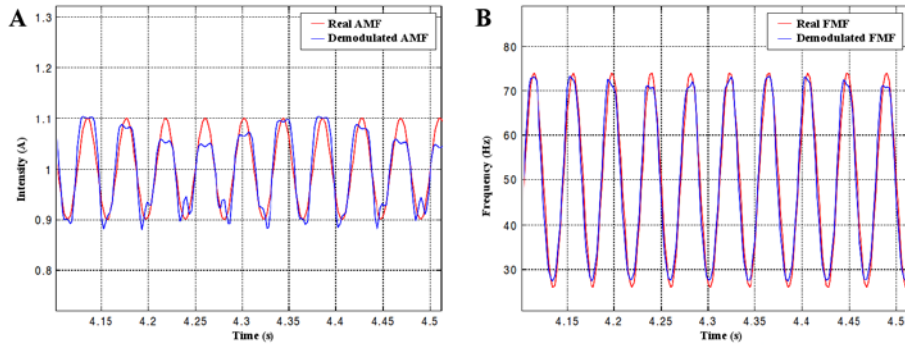 A
1.3
1.2
1.1
1
0.9
0.8
Intensity (A)
4.15
4.2
4.25
4.3
4.35
4.4
4.45
4.5
Time (s)
Real AMF
Demodulated AMF
B
80
70
60
50
40
30
Frequency (Hz)
4.15
4.2
4.25
4.3
4.35
4.4
4.45
4.5
Time (s)
Real FMF
Demodulated FMF